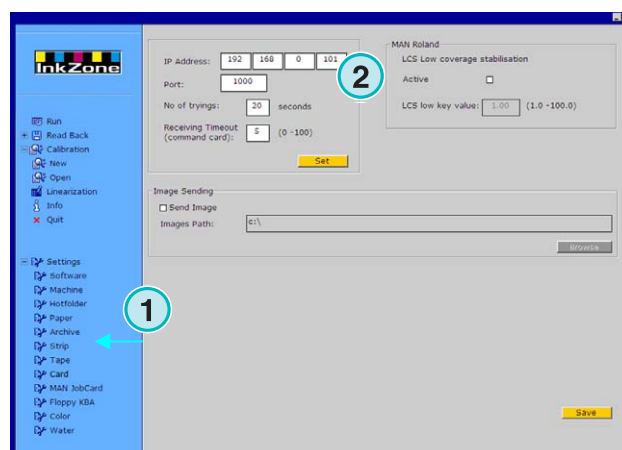 InkZone
Run
Read Back
Calibration
New
Open
Linearization
Info
Quit
Settings
Software
Machine
Hotfolder
Paper
Archive
Strip
Tape
Card
MAN JobCard
Floppy KBA
Color
Water
1
IP Address: 192 168 0 101
Port: 1000
No of tryings: 20 seconds
Receiving Timeout
(command card): 5 (0 -100)
Set
2
MAN Roland
LCS Low coverage stabilisation
Active
LCS low key value: 1.00 (1.0 -100.0)
Image Sending
Send Image
Images Path: c:\
Browse
Save